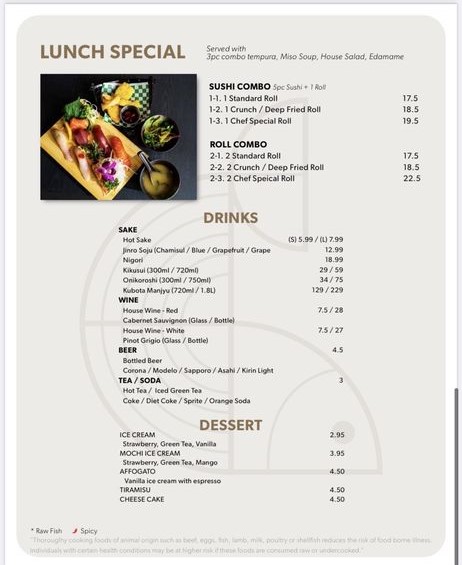 LUNCH SPECIAL
Served with
3pc combo tempura, Miso Soup, House Salad, Edamame
SUSHI COMBO 5pc Sushi + 1 Roll
1-1. 1 Standard Roll 17.5
1-2. 1 Crunch / Deep Fried Roll 18.5
1-3. 1 Chef Special Roll 19.5
ROLL COMBO
2-1. 2 Standard Roll 17.5
2-2. 2 Crunch / Deep Fried Roll 18.5
2-3. 2 Chef Speical Roll 22.5
DRINKS
SAKE
Hot Sake (S) 5.99 / (L) 7.99
Jinro Soju (Chamisul / Blue / Grapefruit / Grape 12.99
Nigori 18.99
Kikusui (300ml / 720ml) 29 / 59
Onikoroshi (300ml / 750ml) 34 / 75
Kubota Manjyu (720ml / 1.8L) 129 / 229
WINE
House Wine - Red 7.5 / 28
Cabernet Sauvignon (Glass / Bottle)
House Wine - White 7.5 / 27
Pinot Grigio (Glass / Bottle)
BEER 4.5
Bottled Beer
Corona / Modelo / Sapporo / Asahi / Kirin Light
TEA / SODA 3
Hot Tea / Iced Green Tea
Coke / Diet Coke / Sprite / Orange Soda
DESSERT
ICE CREAM 2.95
Strawberry, Green Tea, Vanilla
MOCHI ICE CREAM 3.95
Strawberry, Green Tea, Mango
AFFOGATO 4.50
Vanilla ice cream with espresso
TIRAMISU 4.50
CHEESE CAKE 4.50
* Raw Fish Spicy
"Thoroughly cooking foods of animal origin such as beef, eggs, fish, lamb, milk, poultry or shellfish reduces the risk of food borne illness.
Individuals with certain health conditions may be at higher risk if these foods are consumed raw or undercooked."